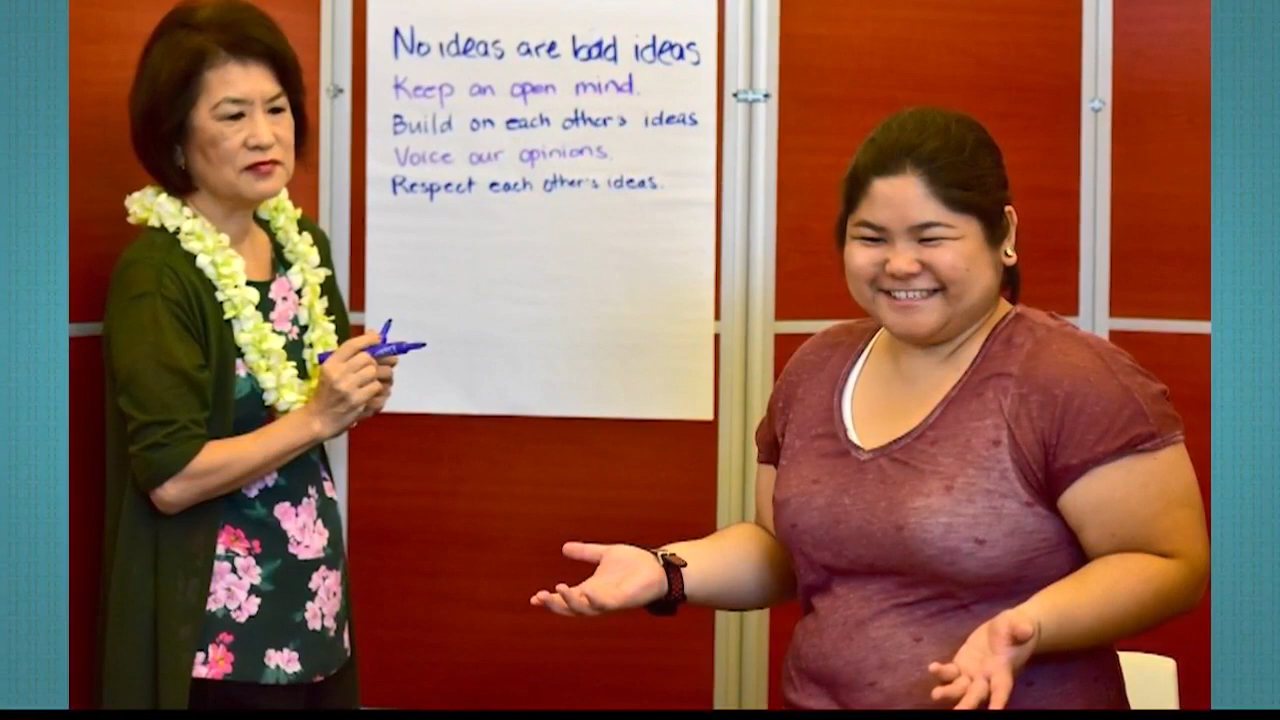 No ideas are bad ideas
Keep an open mind.
Build on each other's ideas
Voice our opinions.
Respect each other's ideas.